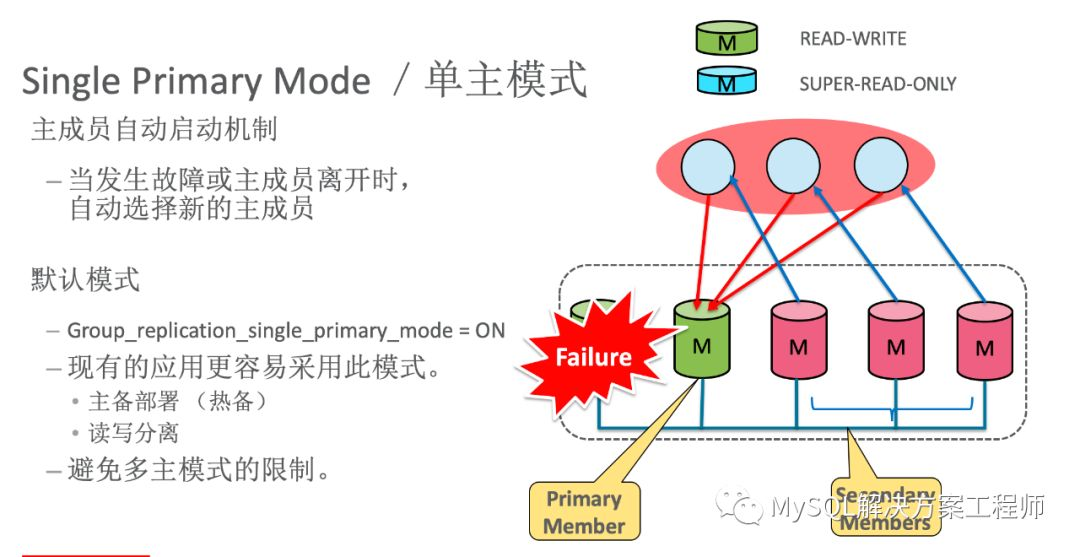 READ-WRITE
M
SUPER-READ-ONLY
M
Single Primary Mode ／单主模式
主成员自动启动机制
– 当发生故障或主成员离开时，
自动选择新的主成员
默认模式
– Group_replication_single_primary_mode = ON
– 现有的应用更容易采用此模式。
• 主备部署 （热备）
• 读写分离
– 避免多主模式的限制。
Failure
M
M
M
M
Primary
Member
Secondary
Members
MySQL解决方案工程师